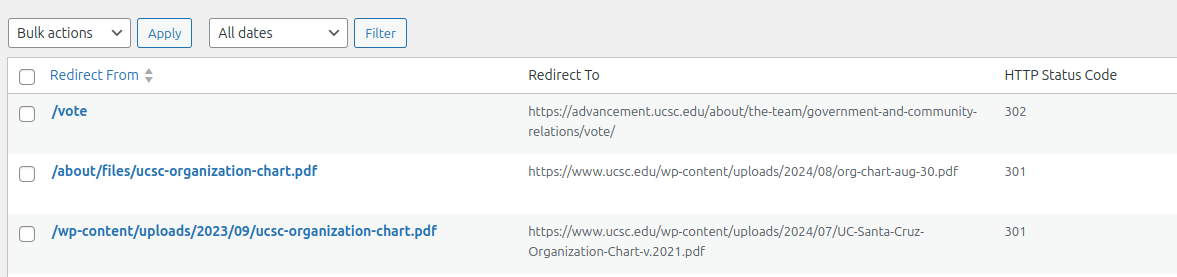 Bulk actions Apply All dates Filter
Redirect From Redirect To HTTP Status Code
/vote https://advancement.ucsc.edu/about/the-team/government-and-community- 302
relations/vote/
/about/files/ucsc-organization-chart.pdf https://www.ucsc.edu/wp-content/uploads/2024/08/org-chart-aug-30.pdf 301
/wp-content/uploads/2023/09/ucsc-organization-chart.pdf https://www.ucsc.edu/wp-content/uploads/2024/07/UC-Santa-Cruz- 301
Organization-Chart-v.2021.pdf